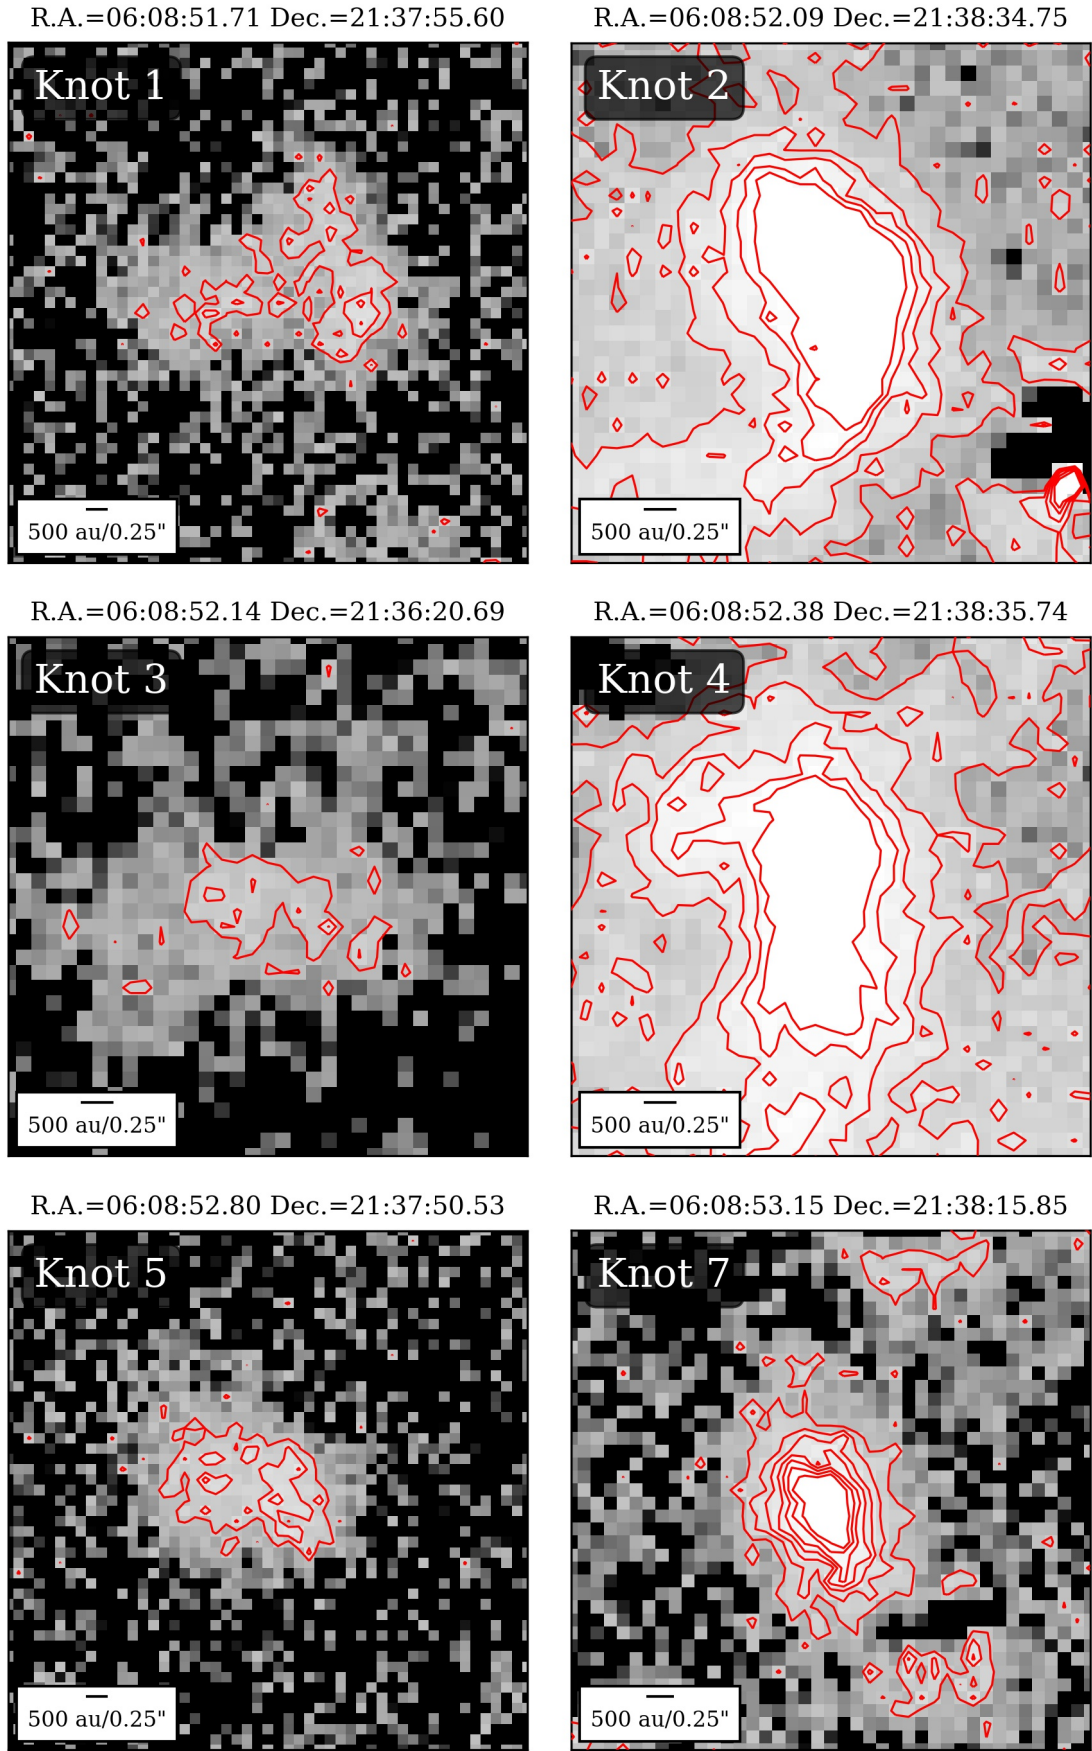 R.A.=06:08:51.71 Dec.=21:37:55.60
Knot 1
500 au/0.25"
R.A.=06:08:52.09 Dec.=21:38:34.75
Knot 2
500 au/0.25"
R.A.=06:08:52.14 Dec.=21:36:20.69
Knot 3
500 au/0.25"
R.A.=06:08:52.38 Dec.=21:38:35.74
Knot 4
500 au/0.25"
R.A.=06:08:52.80 Dec.=21:37:50.53
Knot 5
500 au/0.25"
R.A.=06:08:53.15 Dec.=21:38:15.85
Knot 7
500 au/0.25"